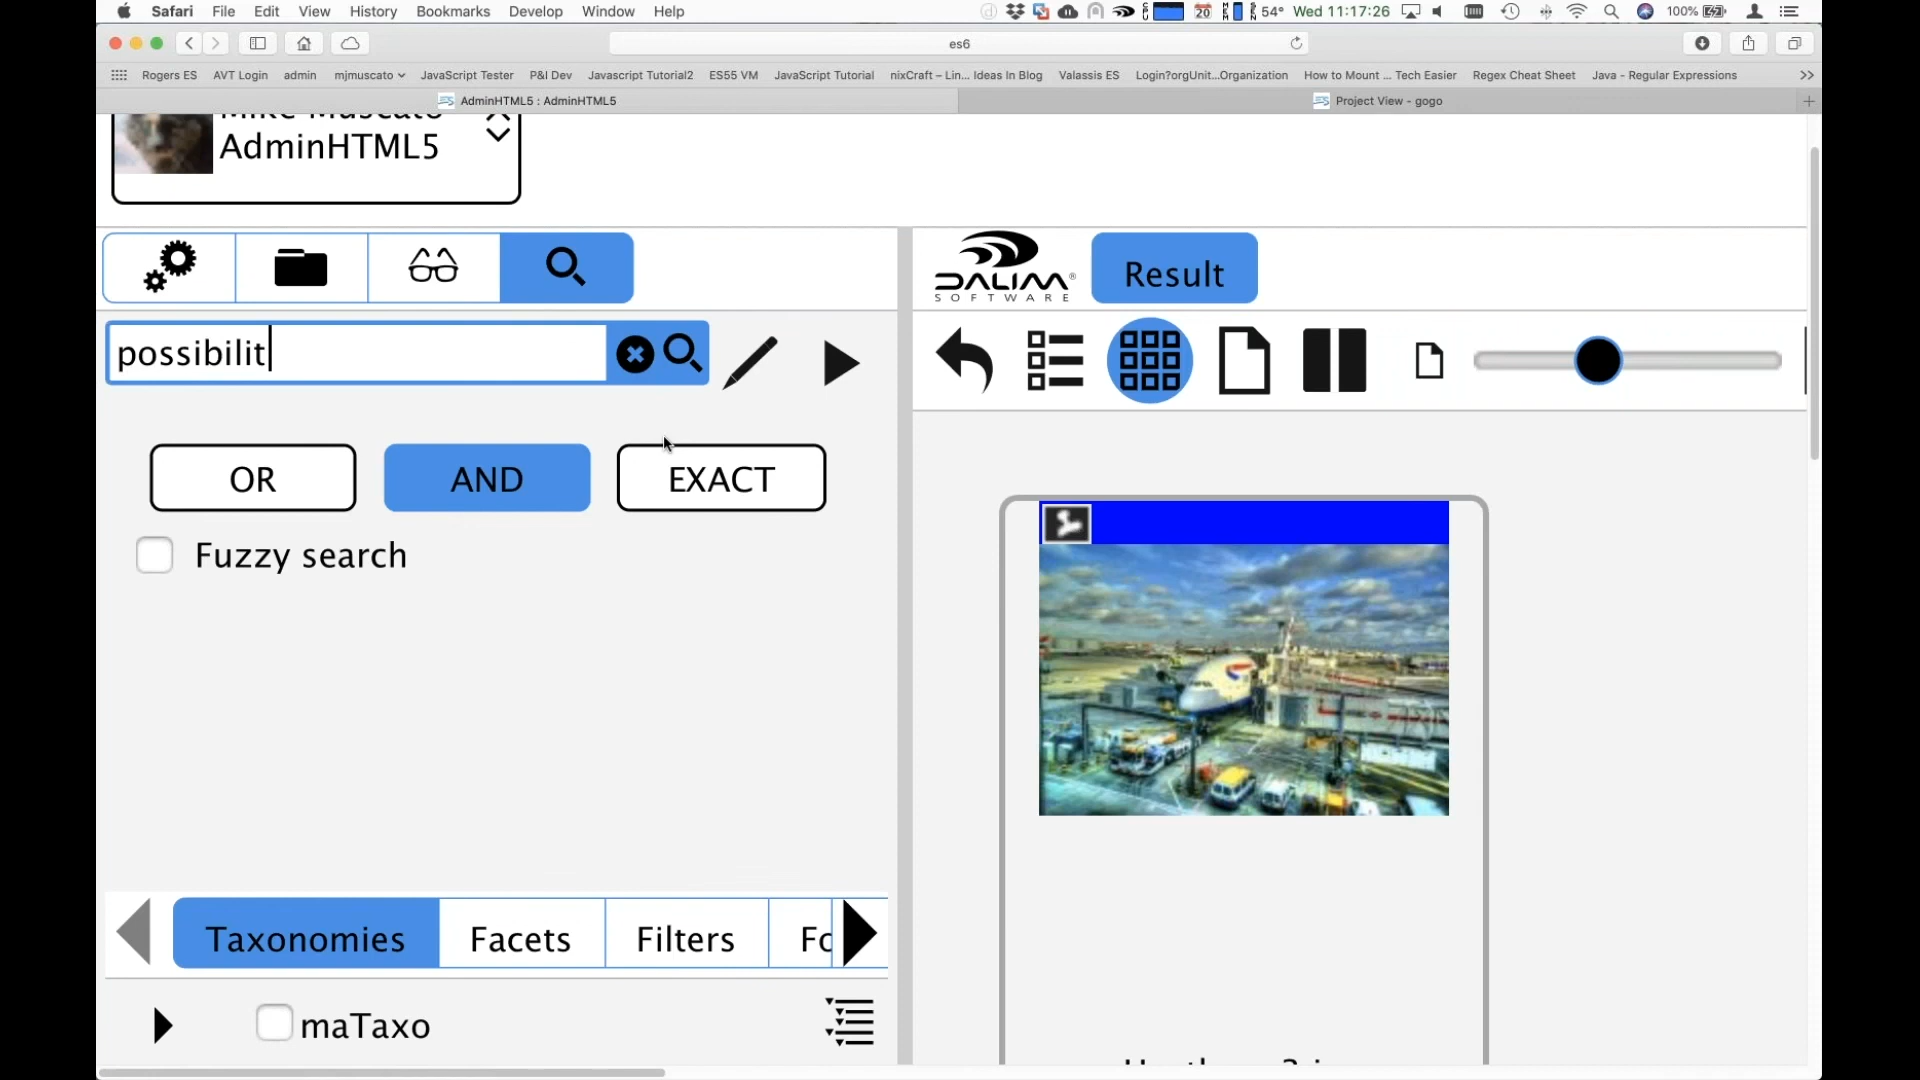 Safari File Edit View History Bookmarks Develop Window Help
20 54° Wed 11:17:26 100%
es6
Rogers ES AVT Login admin mjmuscato JavaScript Tester P&I Dev Javascript Tutorial2 ES55 VM JavaScript Tutorial nixCraft – Lin... Ideas In Blog Valassis ES Login?orgUnit...Organization How to Mount ... Tech Easier Regex Cheat Sheet Java - Regular Expressions
AdminHTML5 : AdminHTML5 Project View - gogo
Mike Muscato
AdminHTML5
DALIM
SOFTWARE
Result
possibilit
OR AND EXACT
Fuzzy search
Taxonomies Facets Filters
maTaxo